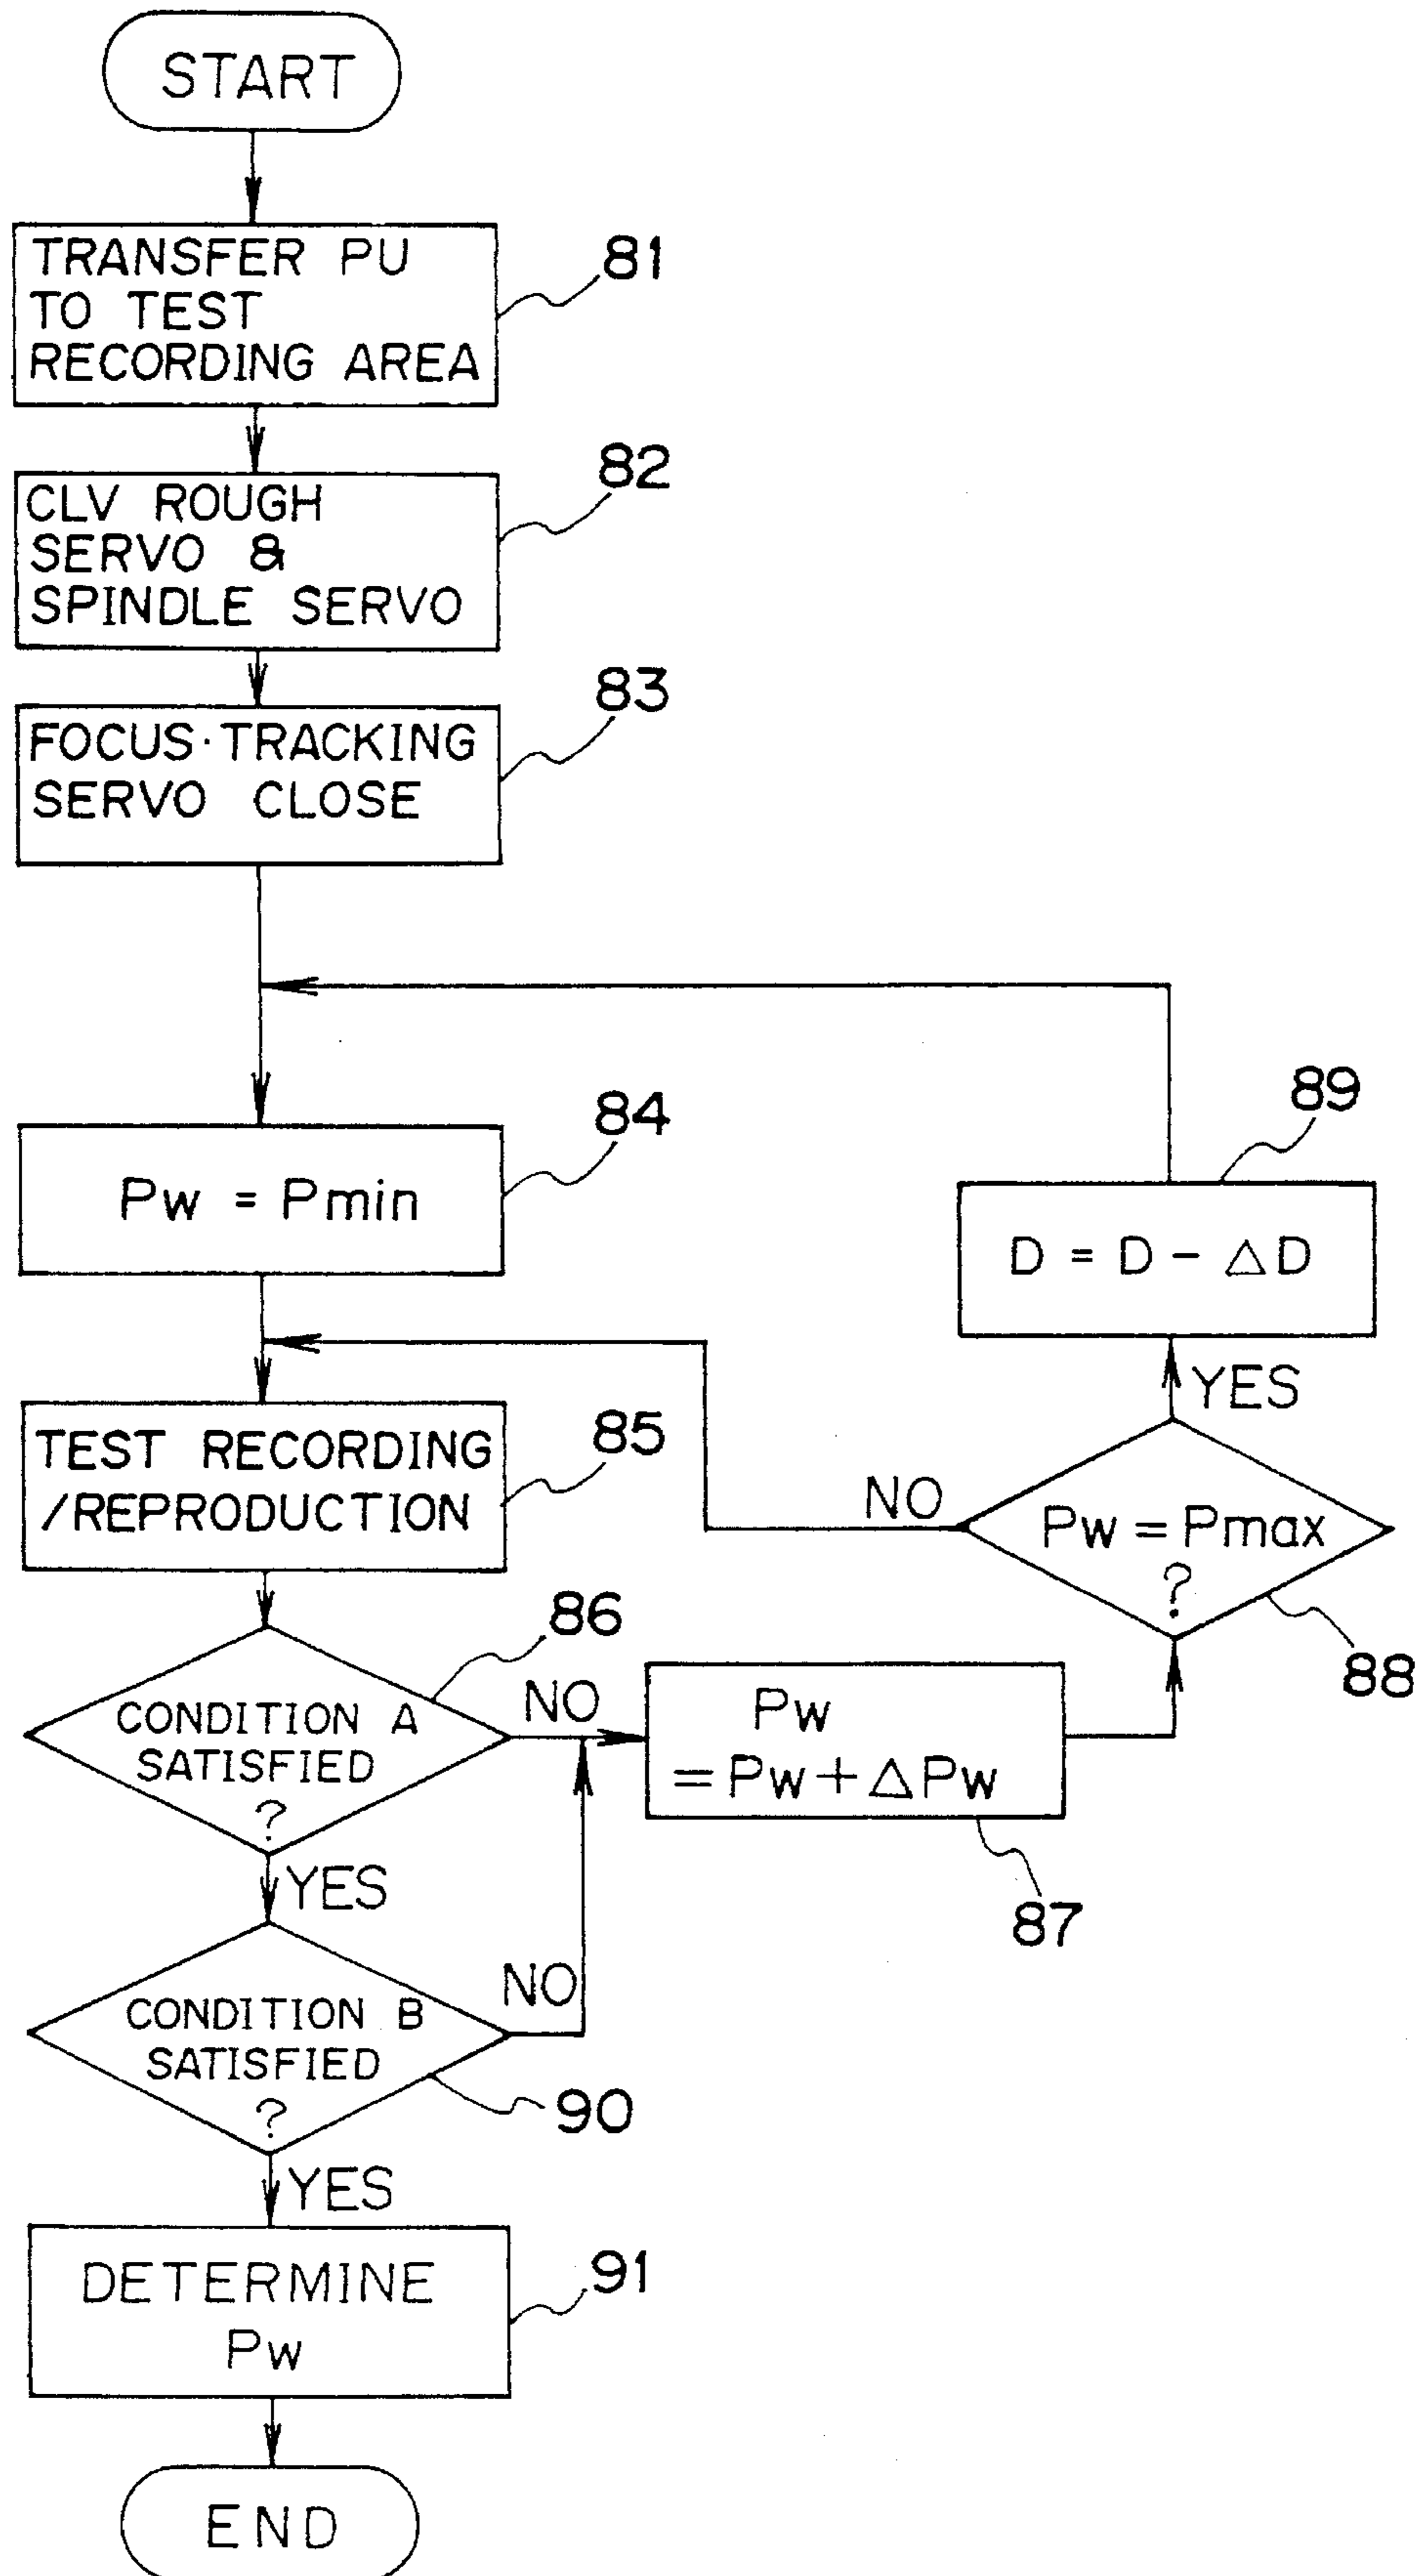 START
TRANSFER PU
TO TEST
RECORDING AREA
81
CLV ROUGH
SERVO &
SPINDLE SERVO
82
FOCUS·TRACKING
SERVO CLOSE
83
Pw = Pmin
84
D = D - ΔD
89
YES
TEST RECORDING
/REPRODUCTION
85
NO
Pw = Pmax
?
88
CONDITION A
SATISFIED
?
86
NO
Pw
= Pw + ΔPw
87
YES
CONDITION B
SATISFIED
?
NO
90
YES
DETERMINE
Pw
91
END